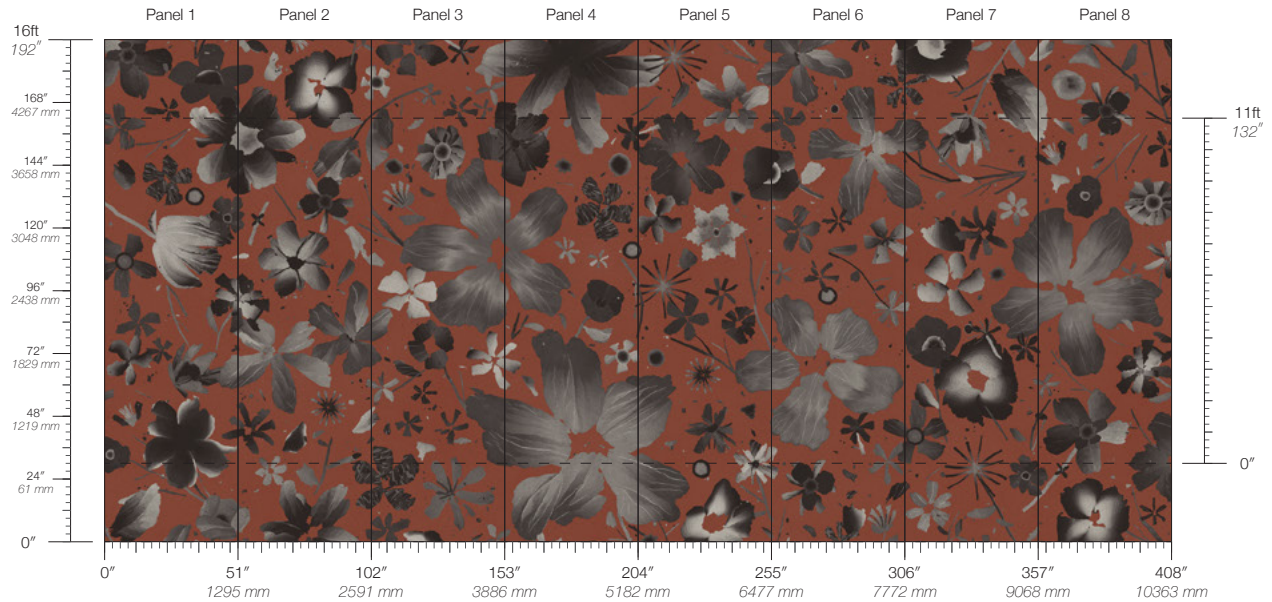 Panel 1 Panel 2 Panel 3 Panel 4 Panel 5 Panel 6 Panel 7 Panel 8
16ft
192″
168″
4267 mm
144″
3658 mm
120″
3048 mm
96″
2438 mm
72″
1829 mm
48″
1219 mm
24″
61 mm
0″
11ft
132″
0″
0″ 51″ 102″ 153″ 204″ 255″ 306″ 357″ 408″
1295 mm 2591 mm 3886 mm 5182 mm 6477 mm 7772 mm 9068 mm 10363 mm